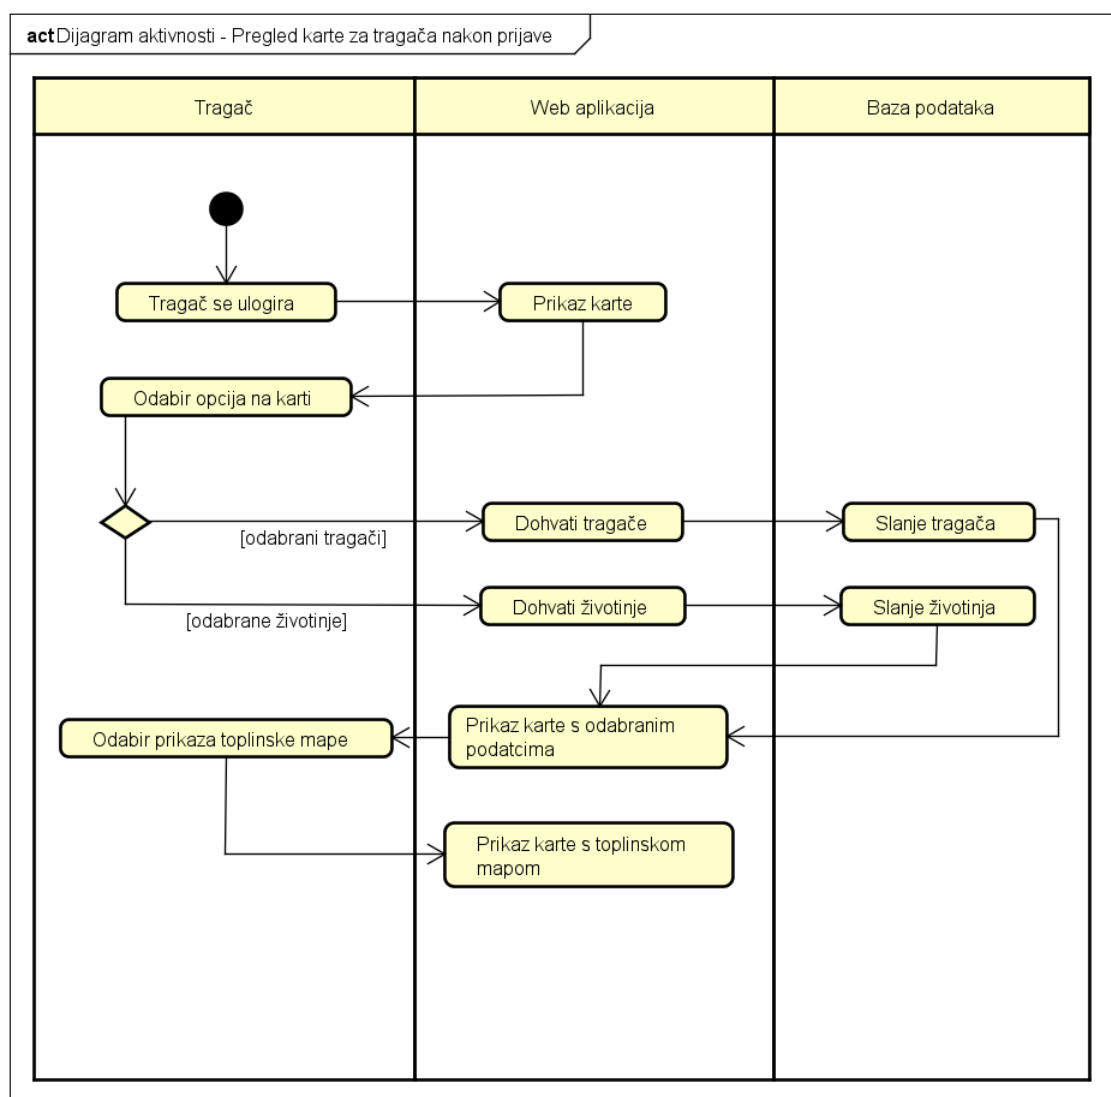 act Dijagram aktivnosti - Pregled karte za tragača nakon prijave
Tragač
Web aplikacija
Baza podataka
Tragač se ulogira
Prikaz karte
Odabir opcija na karti
Dohvati tragače
Slanje tragača
[odabrani tragači]
Dohvati životinje
Slanje životinja
[odabrane životinje]
Prikaz karte s odabranim
podatcima
Odabir prikaza toplinske mape
Prikaz karte s toplinskom
mapom